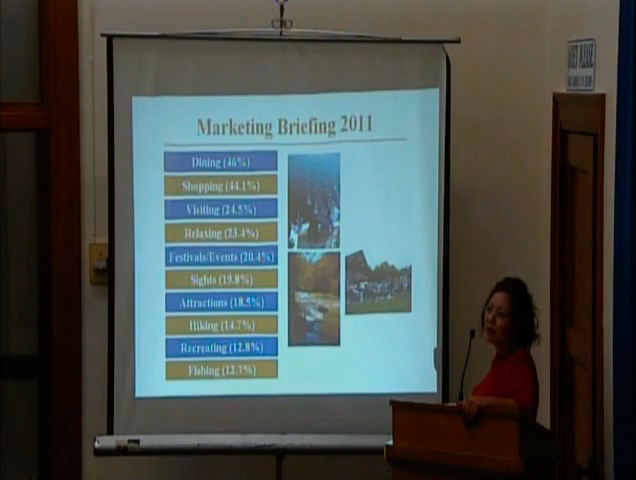 Marketing Briefing 2011
Dining (46%)
Shopping (44.1%)
Visiting (24.5%)
Relaxing (23.4%)
Festivals/Events (20.4%)
Sights (19.8%)
Attractions (18.5%)
Hiking (14.7%)
Recreating (12.8%)
Fishing (12.7%)
PLEASE